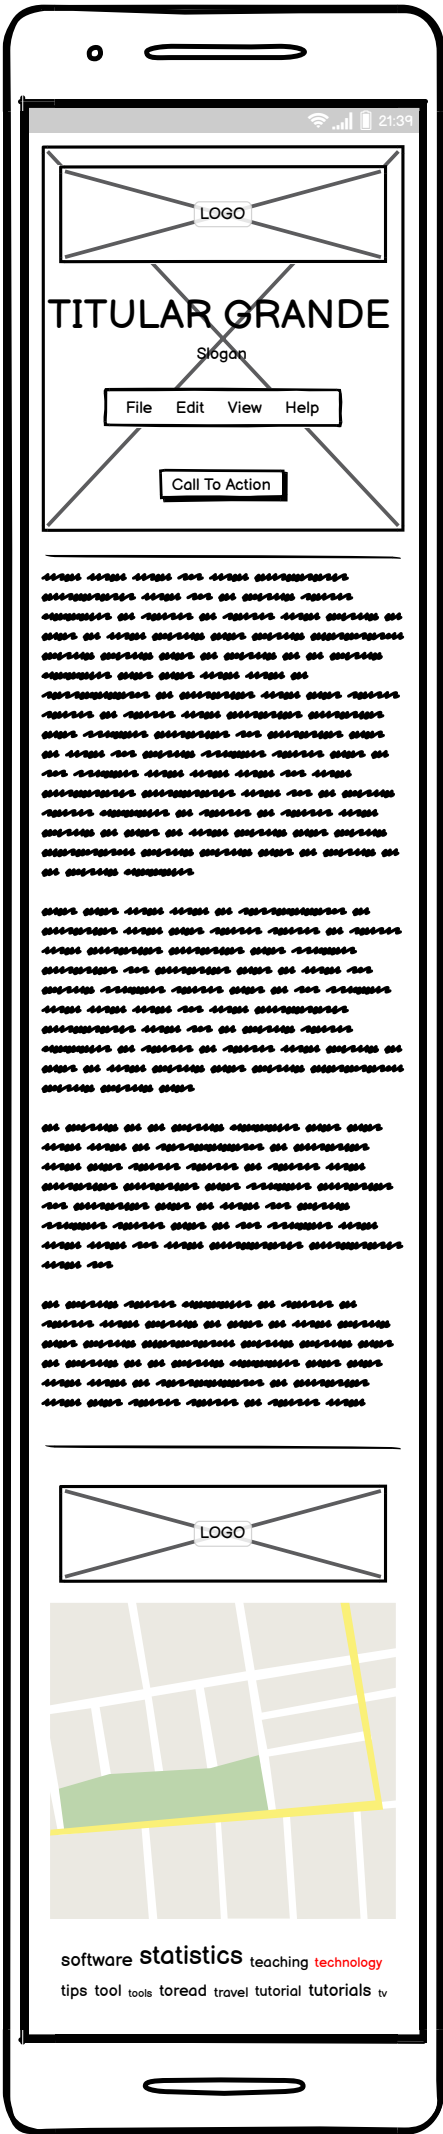 21:39
LOGO
TITULAR GRANDE
Slogan
File Edit View Help
Call To Action
LOGO
software statistics teaching technology
tips tool tools toread travel tutorial tutorials tv